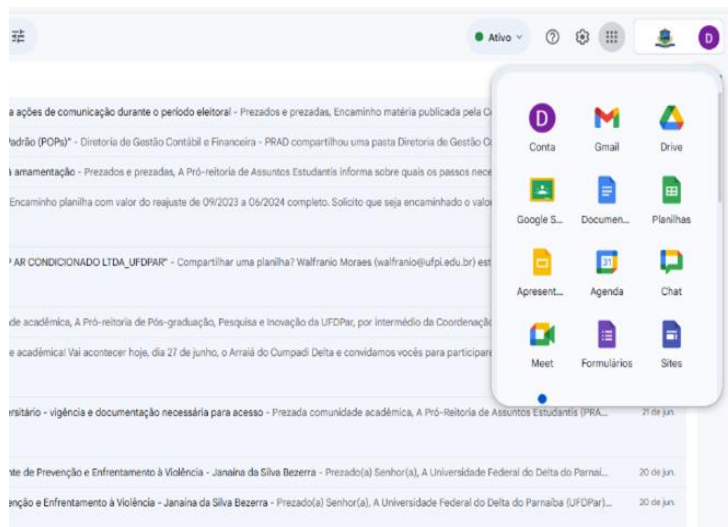 Ativo
D
D
Conta Gmail Drive
Google S... Documen... Planilhas
31
Apresent... Agenda Chat
Meet Formulários Sites
a ações de comunicação durante o período eleitoral - Prezados e prezadas, Encaminho matéria publicada pela C
Padrão (POPs)" - Diretoria de Gestão Contábil e Financeira - PRAD compartilhou uma pasta Diretoria de Gestão C
à amamentação - Prezados e prezadas, A Pró-reitoria de Assuntos Estudantis informa sobre quais os passos nece
Encaminho planilha com valor do reajuste de 09/2023 a 06/2024 completo. Solicito que seja encaminhado o valo
P AR CONDICIONADO LTDA_UFDPAR" - Compartilhar uma planilha? Walfranio Moraes (walfranio@ufpi.edu.br) est
de acadêmica, A Pró-reitoria de Pós-graduação, Pesquisa e Inovação da UFDPar, por intermédio da Coordenação
e acadêmica! Vai acontecer hoje, dia 27 de junho, o Arraiá do Cumpadi Delta e convidamos vocês para participare
ersitário - vigência e documentação necessária para acesso - Prezada comunidade acadêmica, A Pró-Reitoria de Assuntos Estudantis (PRA... 21 de jun.
nte de Prevenção e Enfrentamento à Violência - Janaína da Silva Bezerra - Prezado(a) Senhor(a), A Universidade Federal do Delta do Parnaí... 20 de jun.
enção e Enfrentamento à Violência - Janaína da Silva Bezerra - Prezado(a) Senhor(a), A Universidade Federal do Delta do Parnaíba (UFDPar)... 20 de jun.